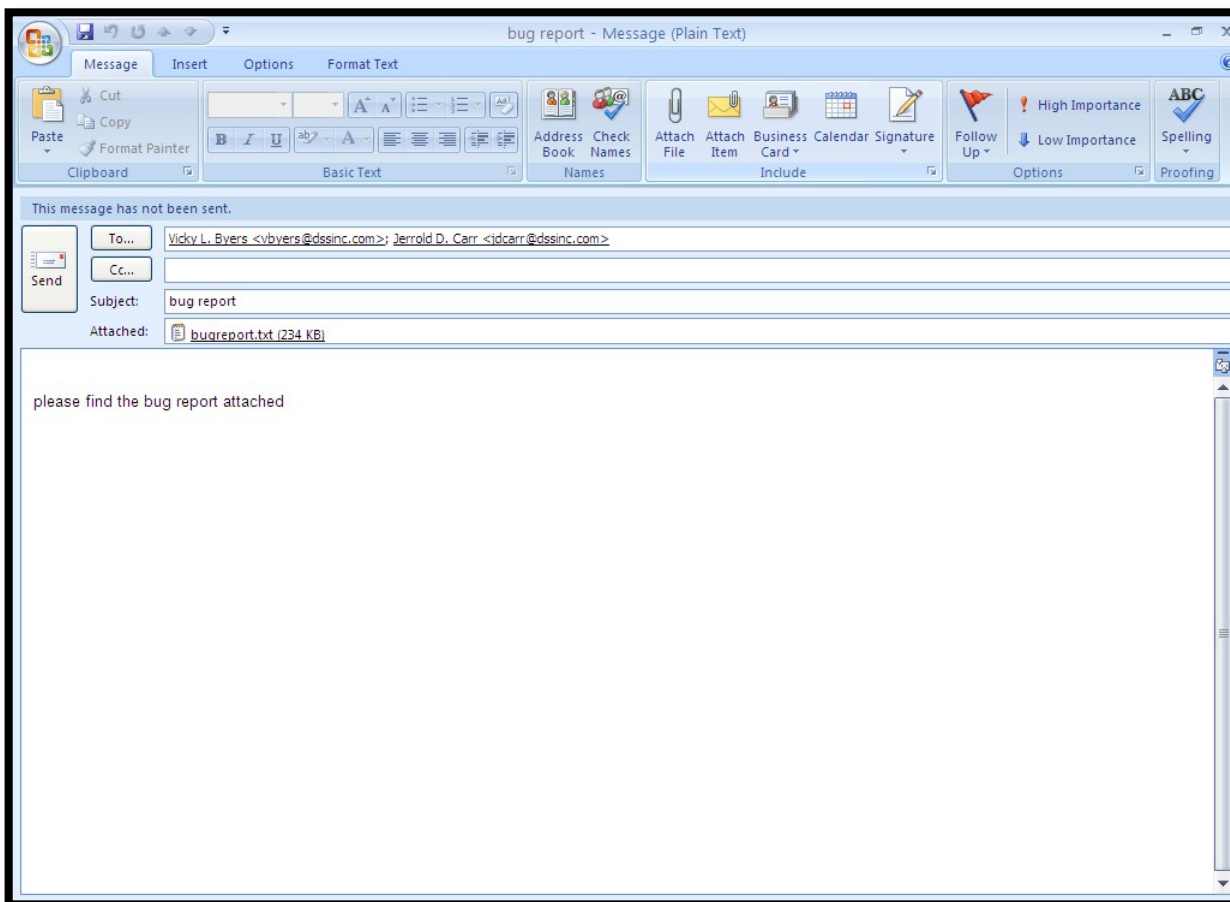 bug report - Message (Plain Text)
Message Insert Options Format Text
Paste
Cut
Copy
Format Painter
Clipboard
A A
B I U ab A
Basic Text
Address Book
Check Names
Names
Attach File
Attach Item
Business Card
Calendar
Signature
Include
Follow Up
High Importance
Low Importance
Options
ABC
Spelling
Proofing
This message has not been sent.
Send
To... Vicky L. Byers <vbyers@dssinc.com>; Jerrold D. Carr <jdcarr@dssinc.com>
Cc...
Subject: bug report
Attached: bugreport.txt (234 KB)
please find the bug report attached